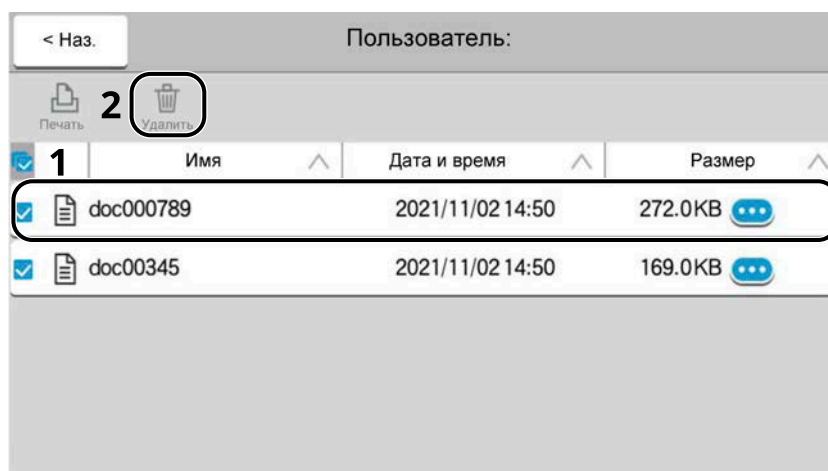 < Наз. Пользователь:
Печать 2 Удалить
1 Имя Дата и время Размер
doc000789 2021/11/02 14:50 272.0KB
doc00345 2021/11/02 14:50 169.0KB